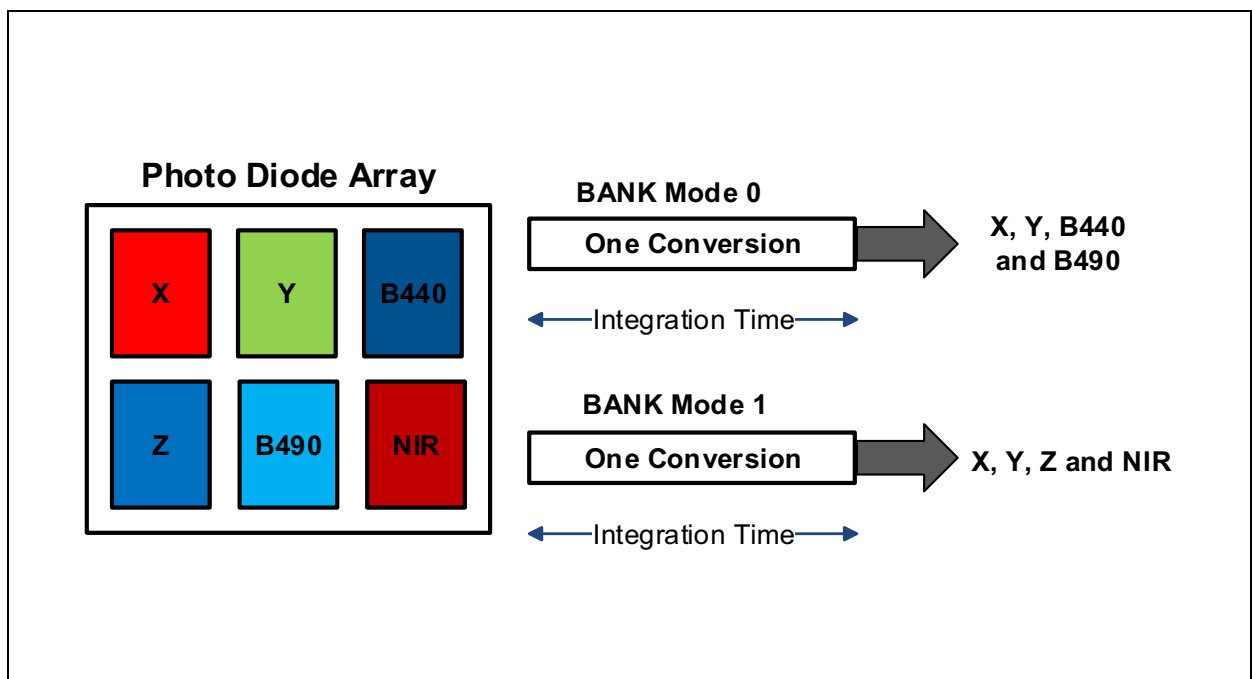 Photo Diode Array
X
Y
B440
Z
B490
NIR
BANK Mode 0
One Conversion
Integration Time
X, Y, B440
and B490
BANK Mode 1
One Conversion
Integration Time
X, Y, Z and NIR